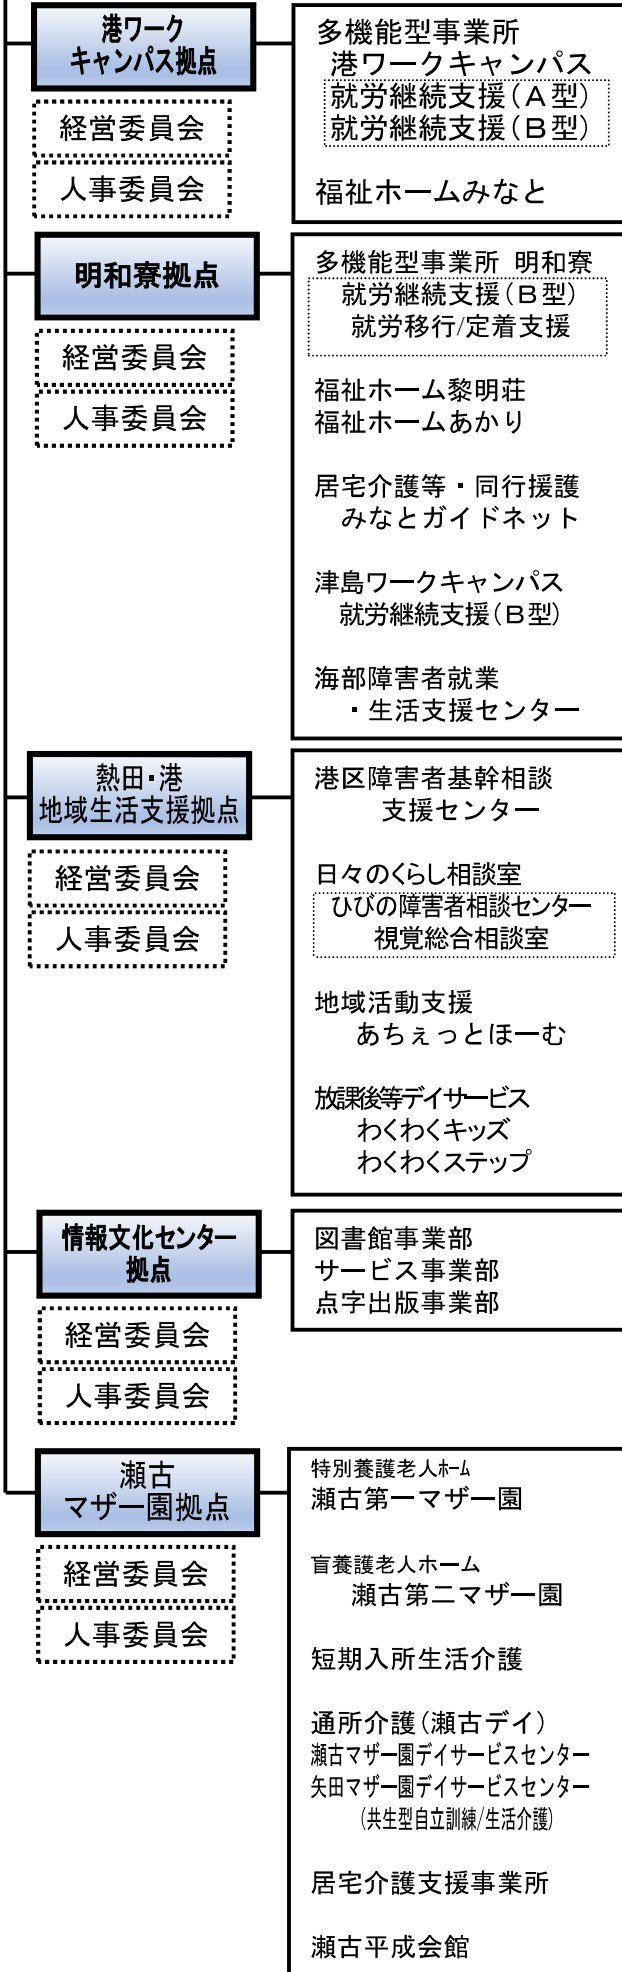 港ワーク
キャンパス拠点
経営委員会
人事委員会
多機能型事業所
港ワークキャンパス
就労継続支援(A型)
就労継続支援(B型)
福祉ホームみなと
明和寮拠点
経営委員会
人事委員会
多機能型事業所 明和寮
就労継続支援(B型)
就労移行/定着支援
福祉ホーム黎明荘
福祉ホームあかり
居宅介護等・同行援護
みなとガイドネット
津島ワークキャンパス
就労継続支援(B型)
海部障害者就業
・生活支援センター
熱田・港
地域生活支援拠点
経営委員会
人事委員会
港区障害者基幹相談
支援センター
日々のくらし相談室
ひびの障害者相談センター
視覚総合相談室
地域活動支援
あちぇっとほーむ
放課後等デイサービス
わくわくキッズ
わくわくステップ
情報文化センター
拠点
経営委員会
人事委員会
図書館事業部
サービス事業部
点字出版事業部
瀬古
マザー園拠点
経営委員会
人事委員会
特別養護老人ホーム
瀬古第一マザー園
盲養護老人ホーム
瀬古第二マザー園
短期入所生活介護
通所介護(瀬古デイ)
瀬古マザー園デイサービスセンター
矢田マザー園デイサービスセンター
(共生型自立訓練/生活介護)
居宅介護支援事業所
瀬古平成会館